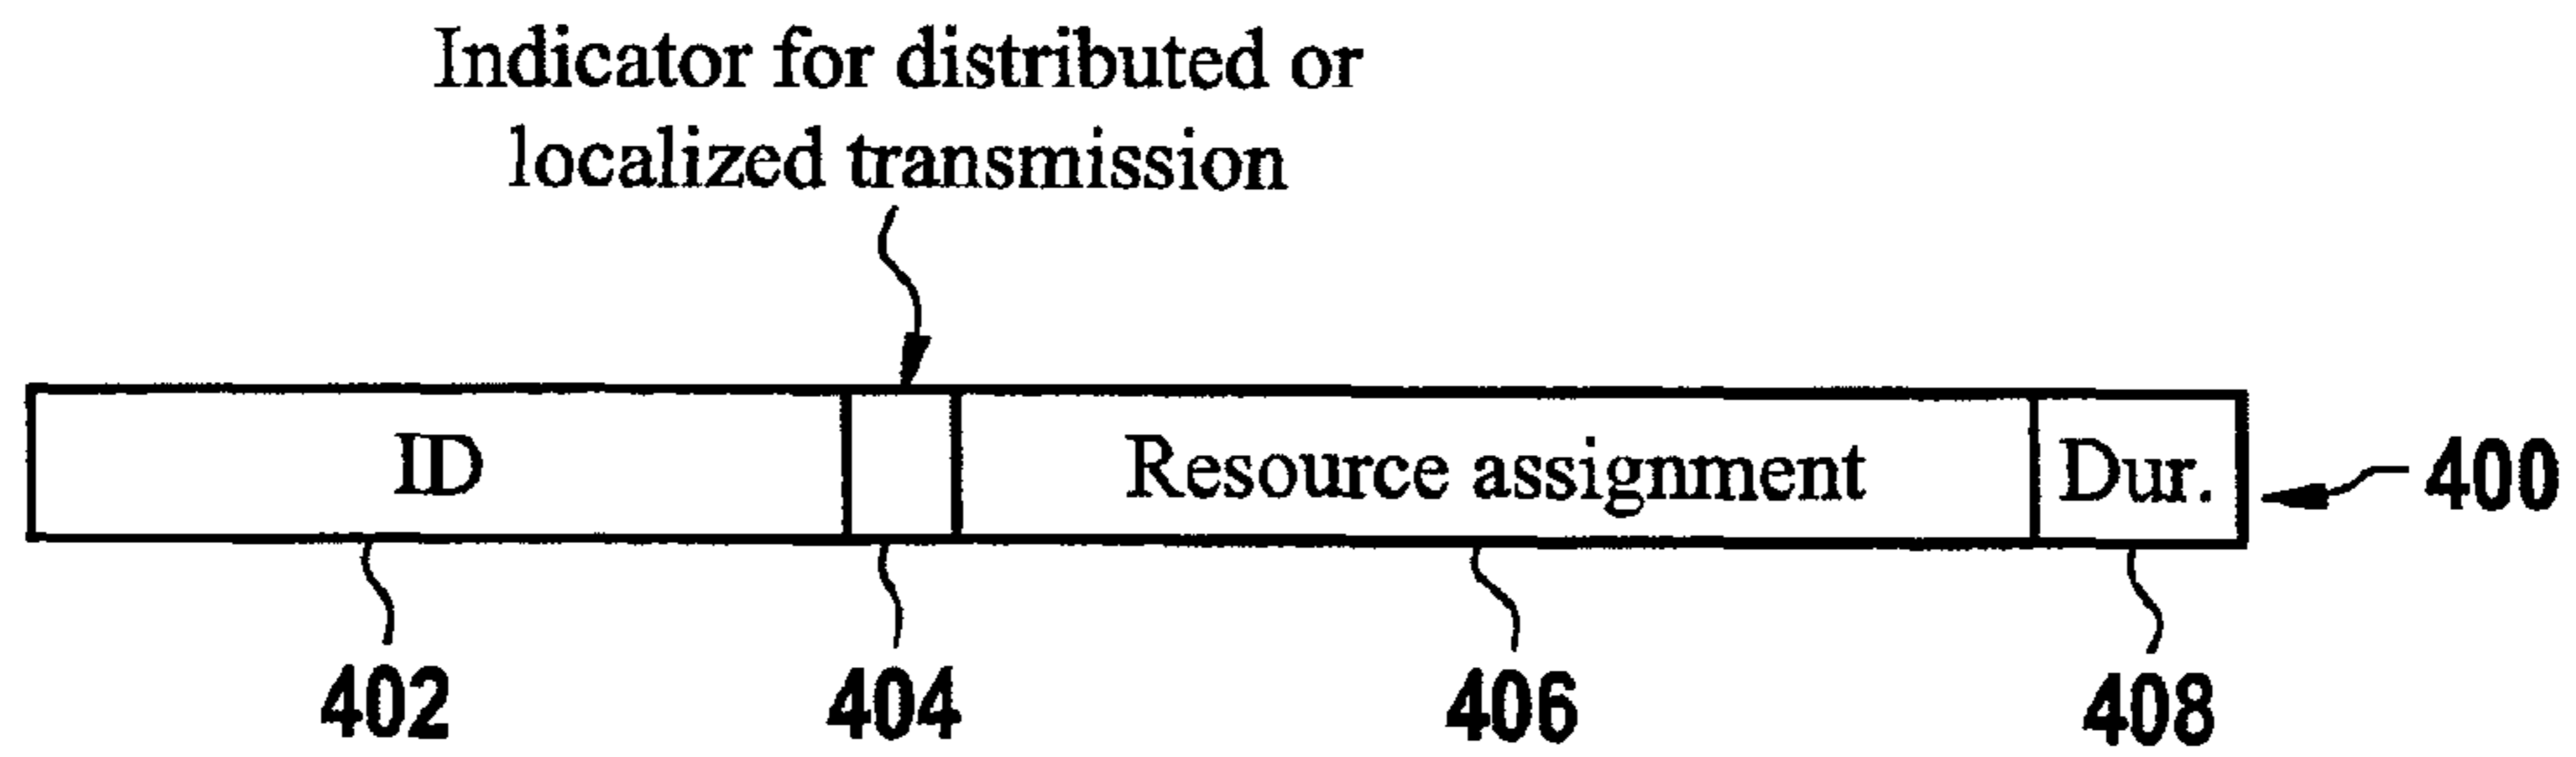 Indicator for distributed or
localized transmission
ID
Resource assignment
Dur.
400
402
404
406
408